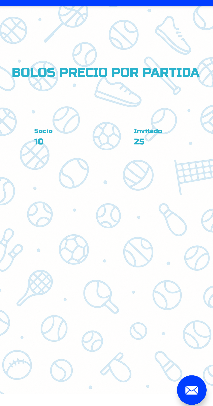 BOLOS PRECIO POR PARTIDA
Socio Invitado
10 25